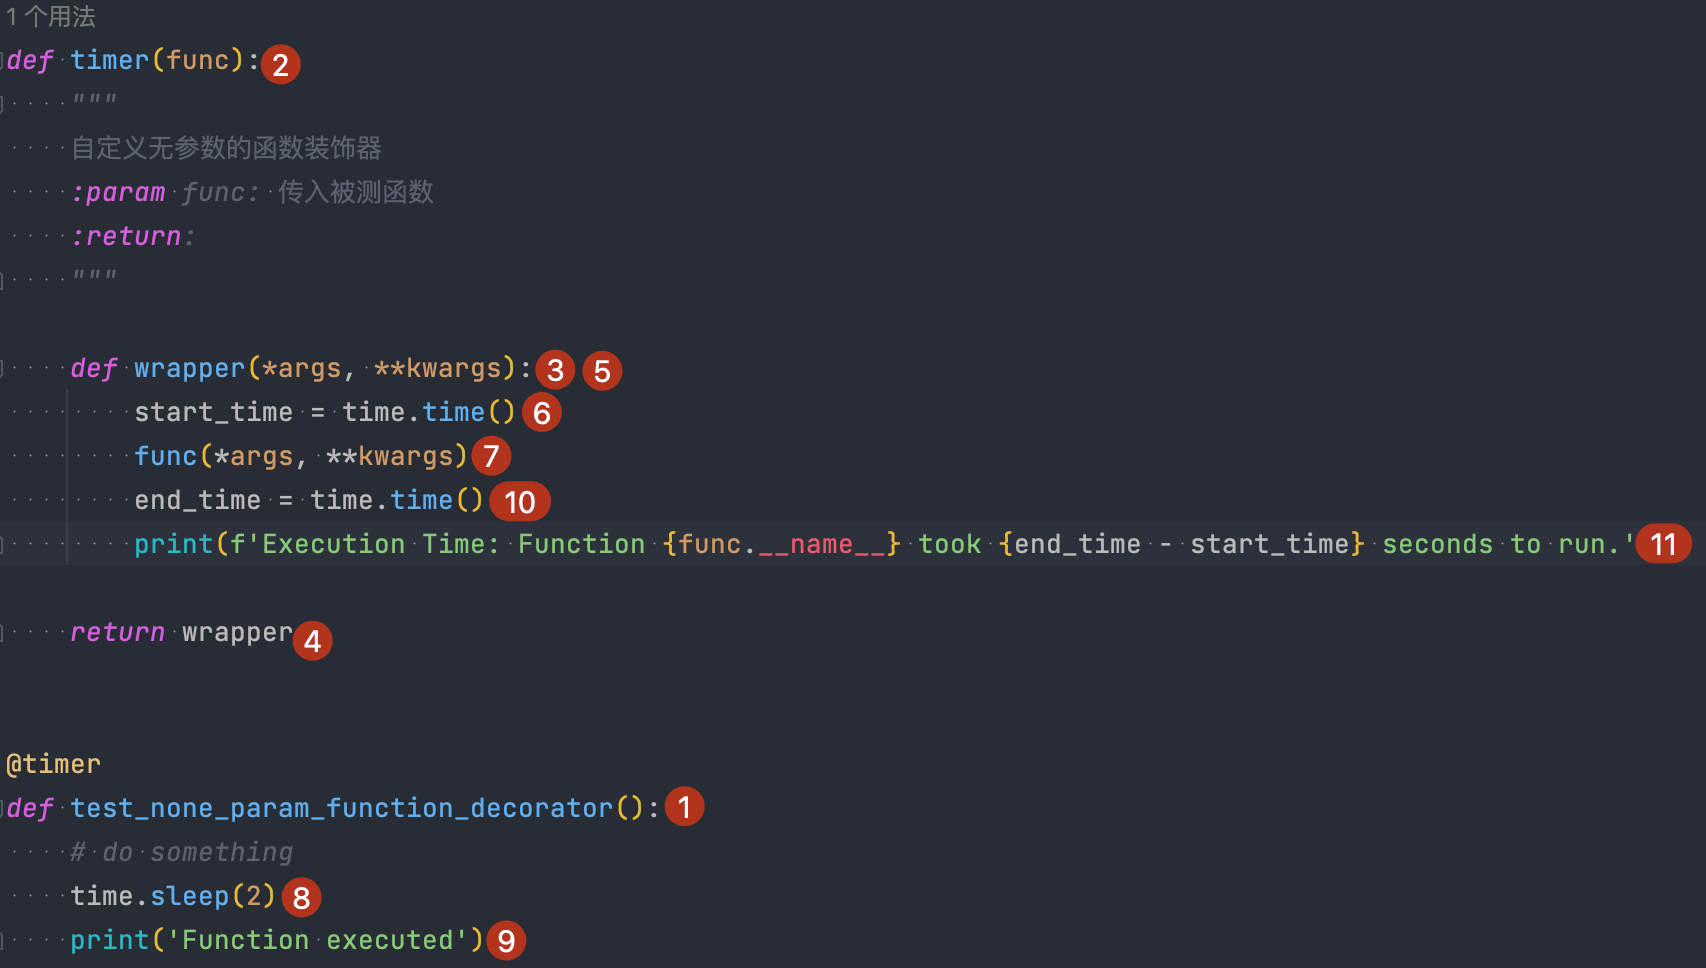 1 个用法
def timer(func): 2
"""
自定义无参数的函数装饰器
:param func: 传入被测函数
:return:
"""
def wrapper(*args, **kwargs): 3 5
start_time = time.time() 6
func(*args, **kwargs) 7
end_time = time.time() 10
print(f'Execution Time: Function {func.__name__} took {end_time - start_time} seconds to run.' 11
return wrapper 4
@timer
def test_none_param_function_decorator(): 1
# do something
time.sleep(2) 8
print('Function executed') 9